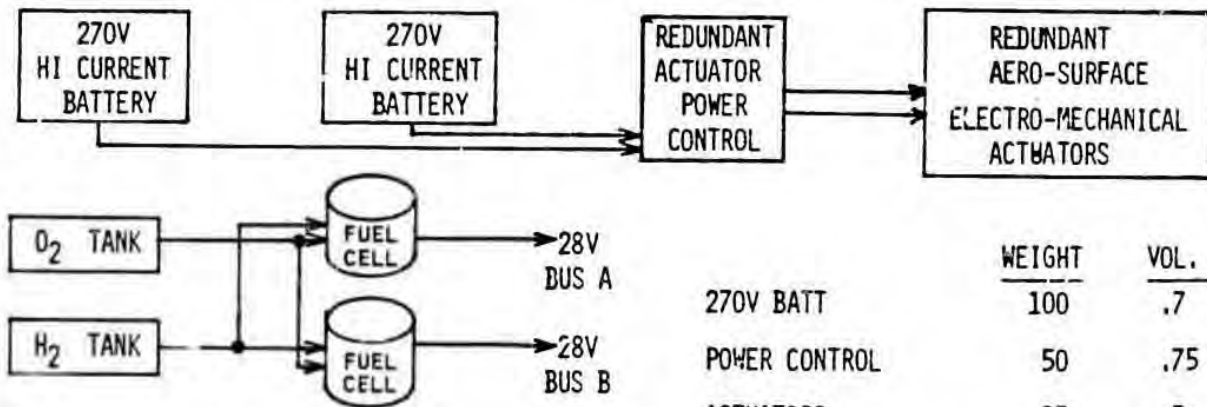 270V
HI CURRENT
BATTERY
270V
HI CURRENT
BATTERY
REDUNDANT
ACTUATOR
POWER
CONTROL
REDUNDANT
AERO-SURFACE
ELECTRO-MECHANICAL
ACTUATORS
O2 TANK
H2 TANK
FUEL
CELL
28V
BUS A
FUEL
CELL
28V
BUS B
WEIGHT VOL.
270V BATT 100 .7
POWER CONTROL 50 .75